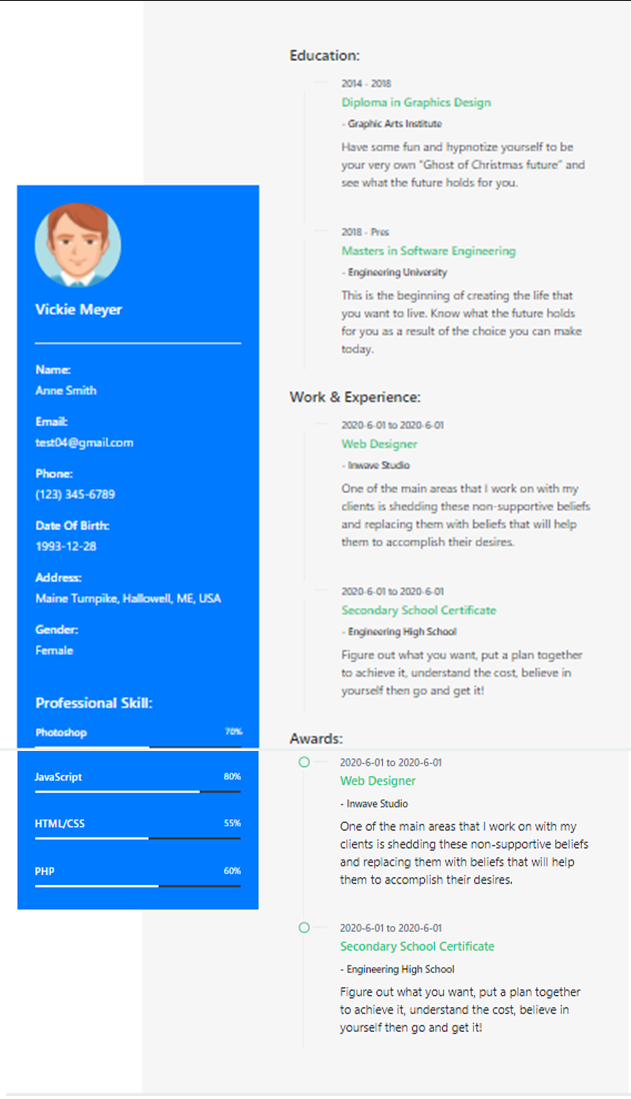 Vickie Meyer
Name:
Anne Smith
Email:
test04@gmail.com
Phone:
(123) 345-6789
Date Of Birth:
1993-12-28
Address:
Maine Turnpike, Hallowell, ME, USA
Gender:
Female
Professional Skill:
Photoshop 70%
JavaScript 80%
HTML/CSS 55%
PHP 60%
Education:
2014 - 2018
Diploma in Graphics Design
- Graphic Arts Institute
Have some fun and hypnotize yourself to be
your very own “Ghost of Christmas future” and
see what the future holds for you.
2018 - Pres
Masters in Software Engineering
- Engineering University
This is the beginning of creating the life that
you want to live. Know what the future holds
for you as a result of the choice you can make
today.
Work & Experience:
2020-6-01 to 2020-6-01
Web Designer
- Inwave Studio
One of the main areas that I work on with my
clients is shedding these non-supportive beliefs
and replacing them with beliefs that will help
them to accomplish their desires.
2020-6-01 to 2020-6-01
Secondary School Certificate
- Engineering High School
Figure out what you want, put a plan together
to achieve it, understand the cost, believe in
yourself then go and get it!
Awards:
2020-6-01 to 2020-6-01
Web Designer
- Inwave Studio
One of the main areas that I work on with my
clients is shedding these non-supportive beliefs
and replacing them with beliefs that will help
them to accomplish their desires.
2020-6-01 to 2020-6-01
Secondary School Certificate
- Engineering High School
Figure out what you want, put a plan together
to achieve it, understand the cost, believe in
yourself then go and get it!